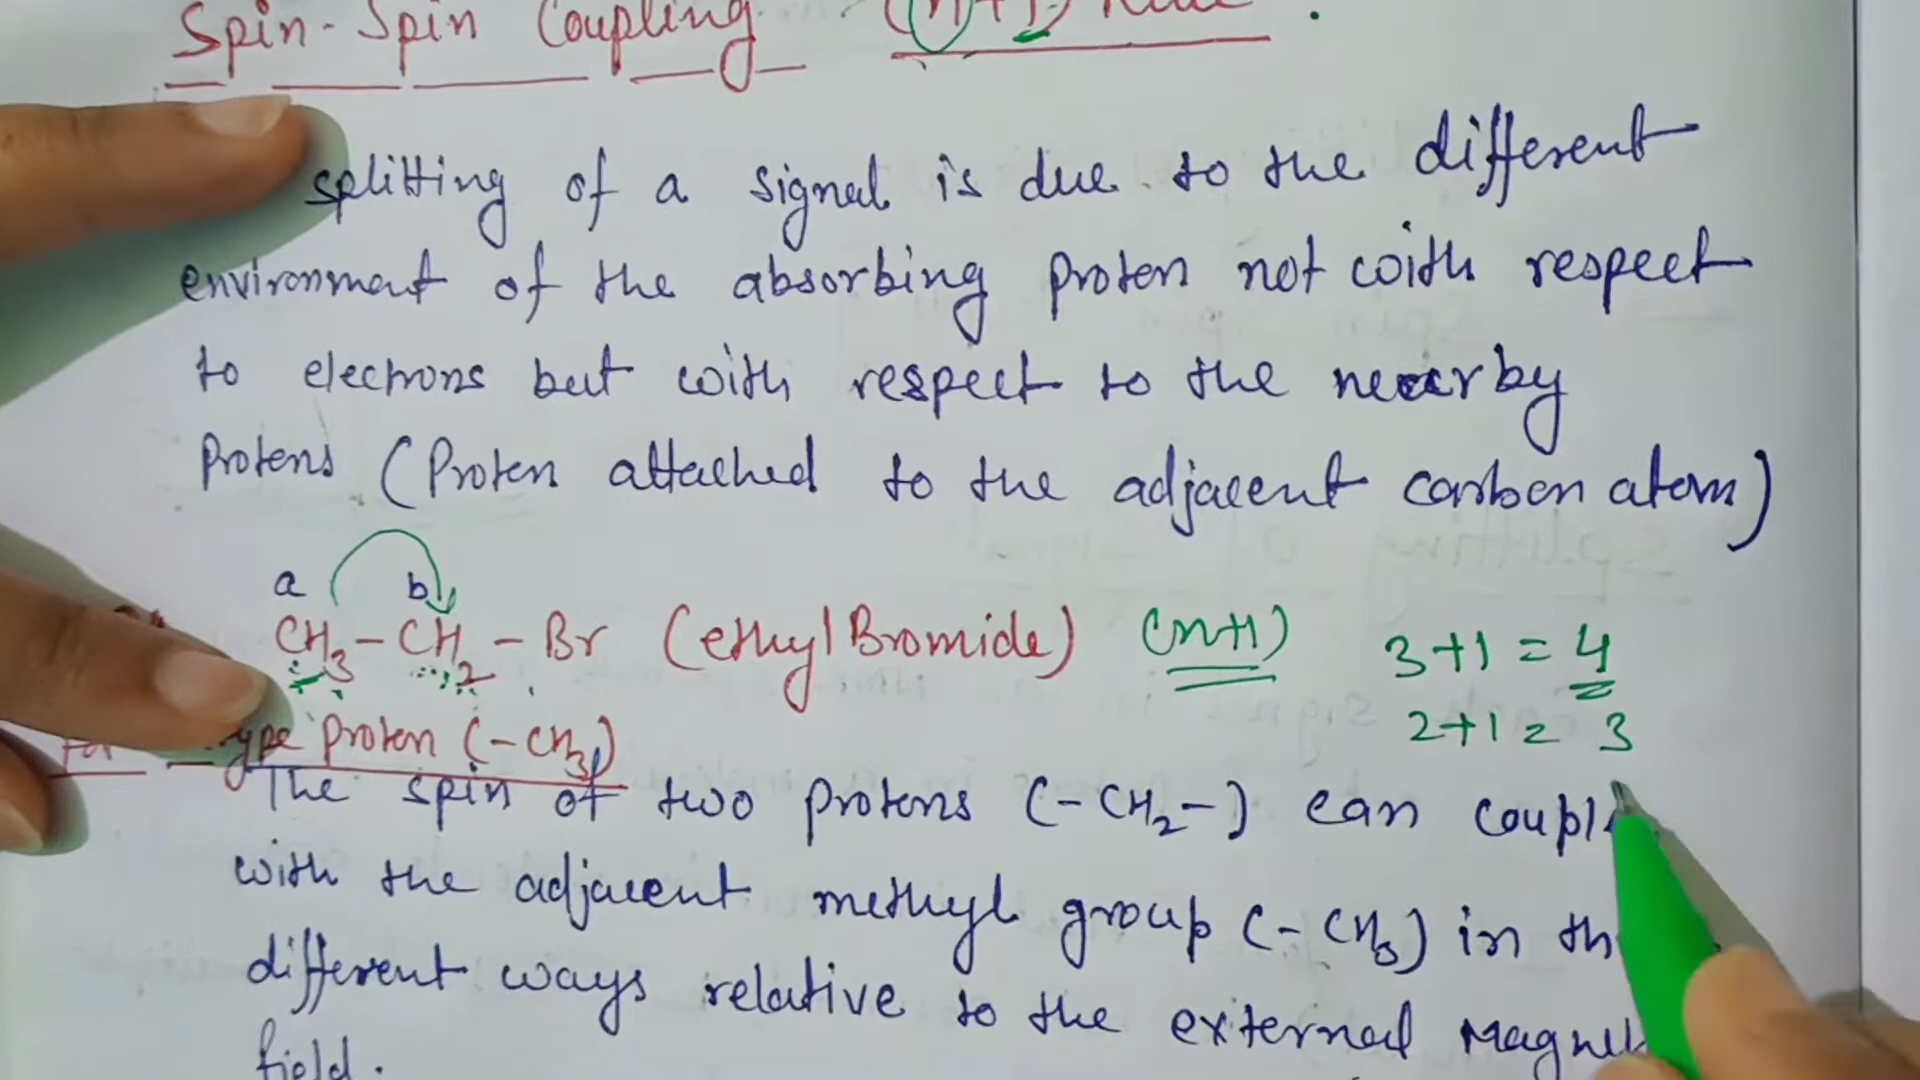 Spin-Spin Coupling (n+1) Rule.
splitting of a signal is due to the different
environment of the absorbing proton not with respect
to electrons but with respect to the nearby
Protons (Proton attached to the adjacent carbon atom)
a b
CH3-CH2-Br (ethyl Bromide) (n+1) 3+1=4
2+1=3
type proton (-CH3)
The spin of two protons (-CH2-) can
with the adjacent methyl group (-CH3) in
different ways relative to the external
field.